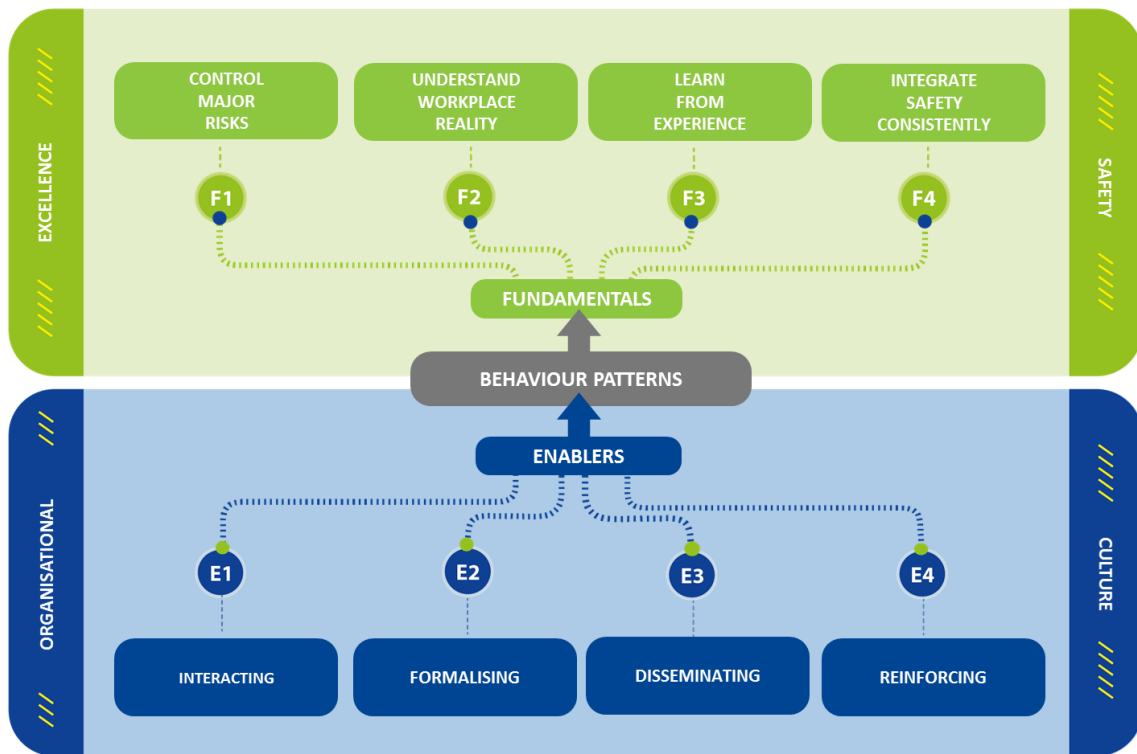 EXCELLENCE
SAFETY
CONTROL
MAJOR
RISKS
UNDERSTAND
WORKPLACE
REALITY
LEARN
FROM
EXPERIENCE
INTEGRATE
SAFETY
CONSISTENTLY
F1
F2
F3
F4
FUNDAMENTALS
BEHAVIOUR PATTERNS
ENABLERS
ORGANISATIONAL
CULTURE
E1
E2
E3
E4
INTERACTING
FORMALISING
DISSEMINATING
REINFORCING